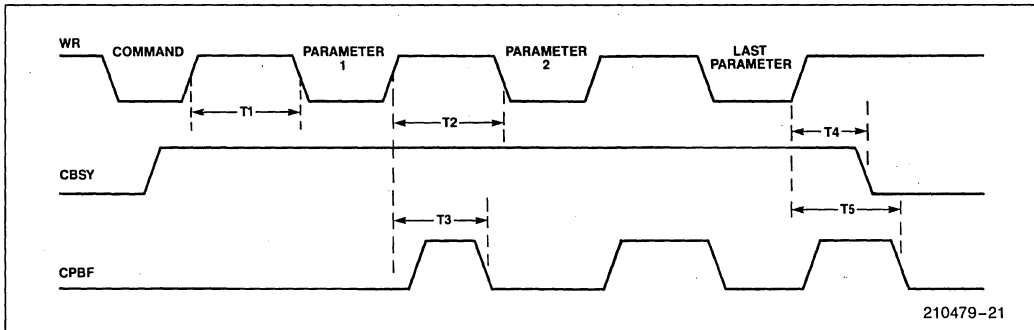 WR
COMMAND
PARAMETER
1
PARAMETER
2
LAST
PARAMETER
T1
T2
T4
CBSY
T3
T5
CPBF
210479-21